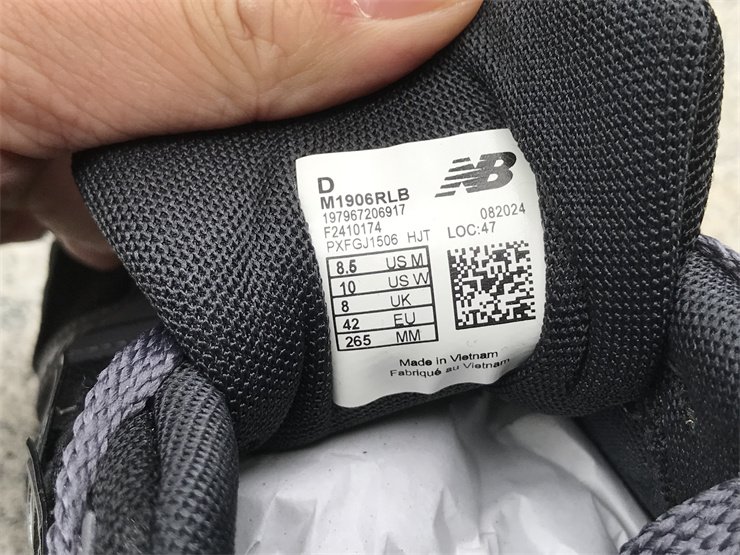 D
M1906RLB
NB
197967206917
082024
F2410174
LOC:47
PXFGJ1506 HJT
8.5 US M
10 US W
8 UK
42 EU
265 MM
Made in Vietnam
Fabriqué au Vietnam